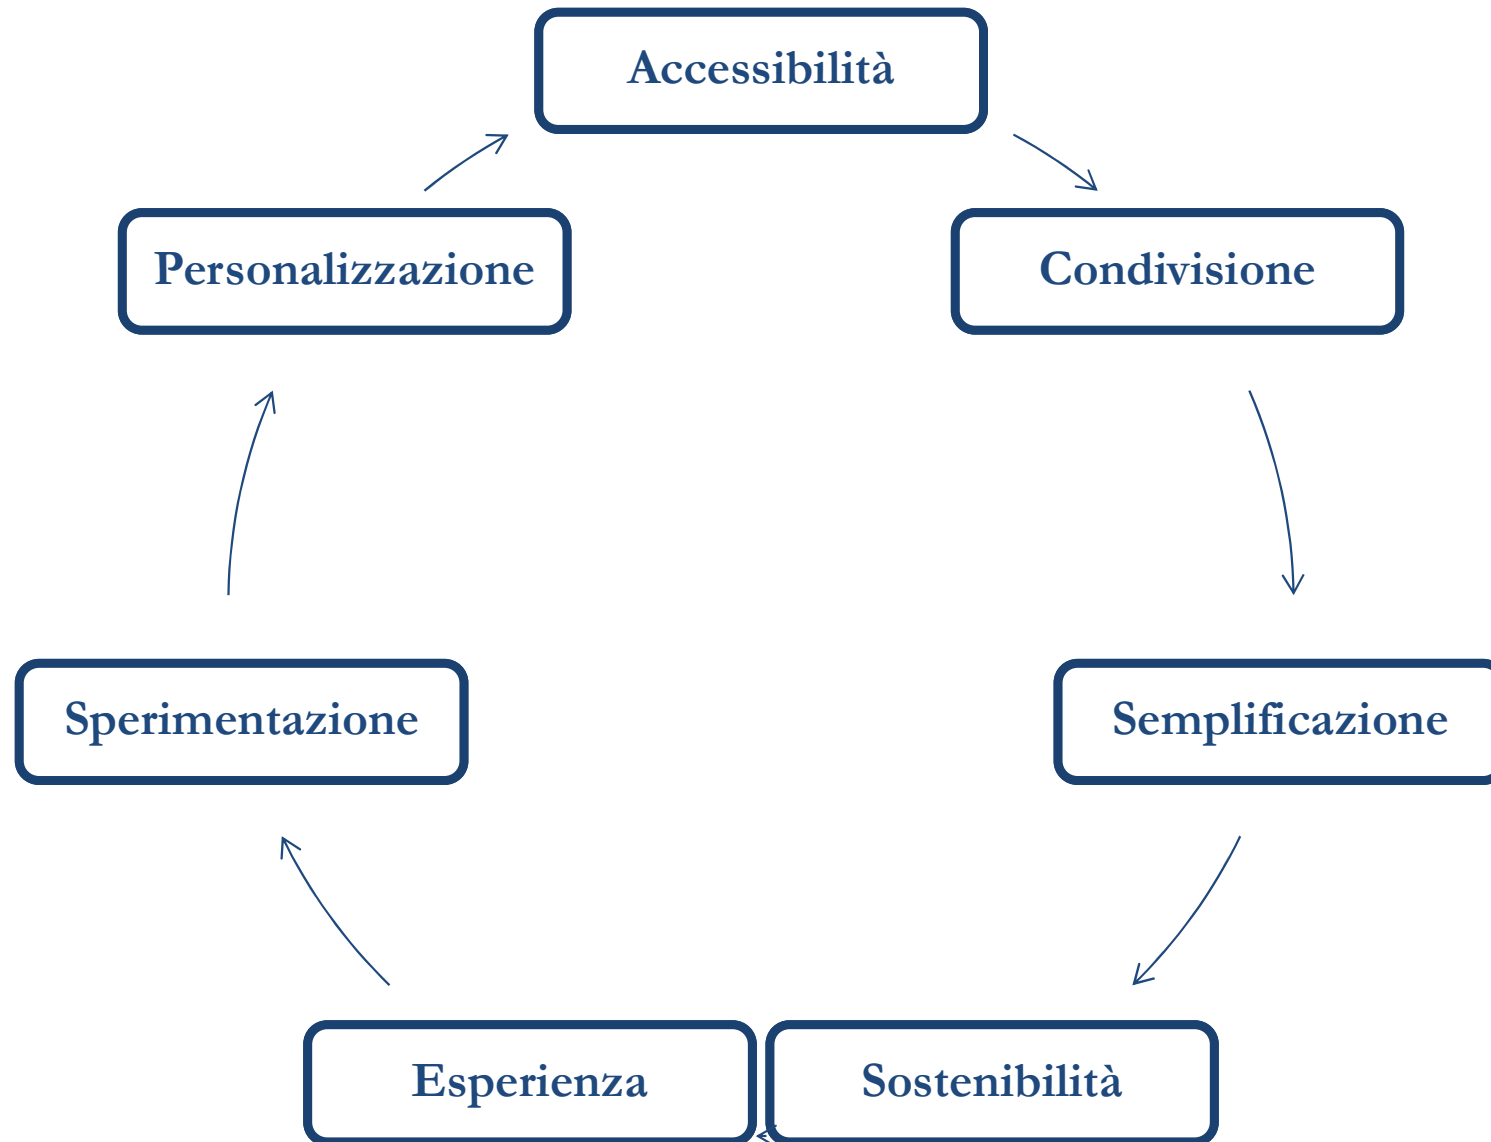 Accessibilità
Personalizzazione
Condivisione
Sperimentazione
Semplificazione
Esperienza
Sostenibilità